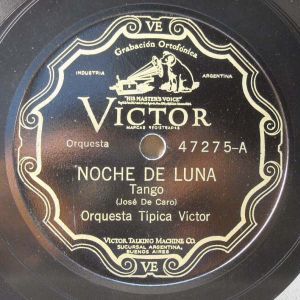 VE
Grabación Ortofónica
INDUSTRIA
ARGENTINA
"HIS MASTER'S VOICE"
VICTOR
MARCAS REGISTRADAS
Orquesta
47275-A
NOCHE DE LUNA
Tango
(José De Caro)
Orquesta Típica Victor
VICTOR TALKING MACHINE CO.
SUCURSAL ARGENTINA,
BUENOS AIRES
VE